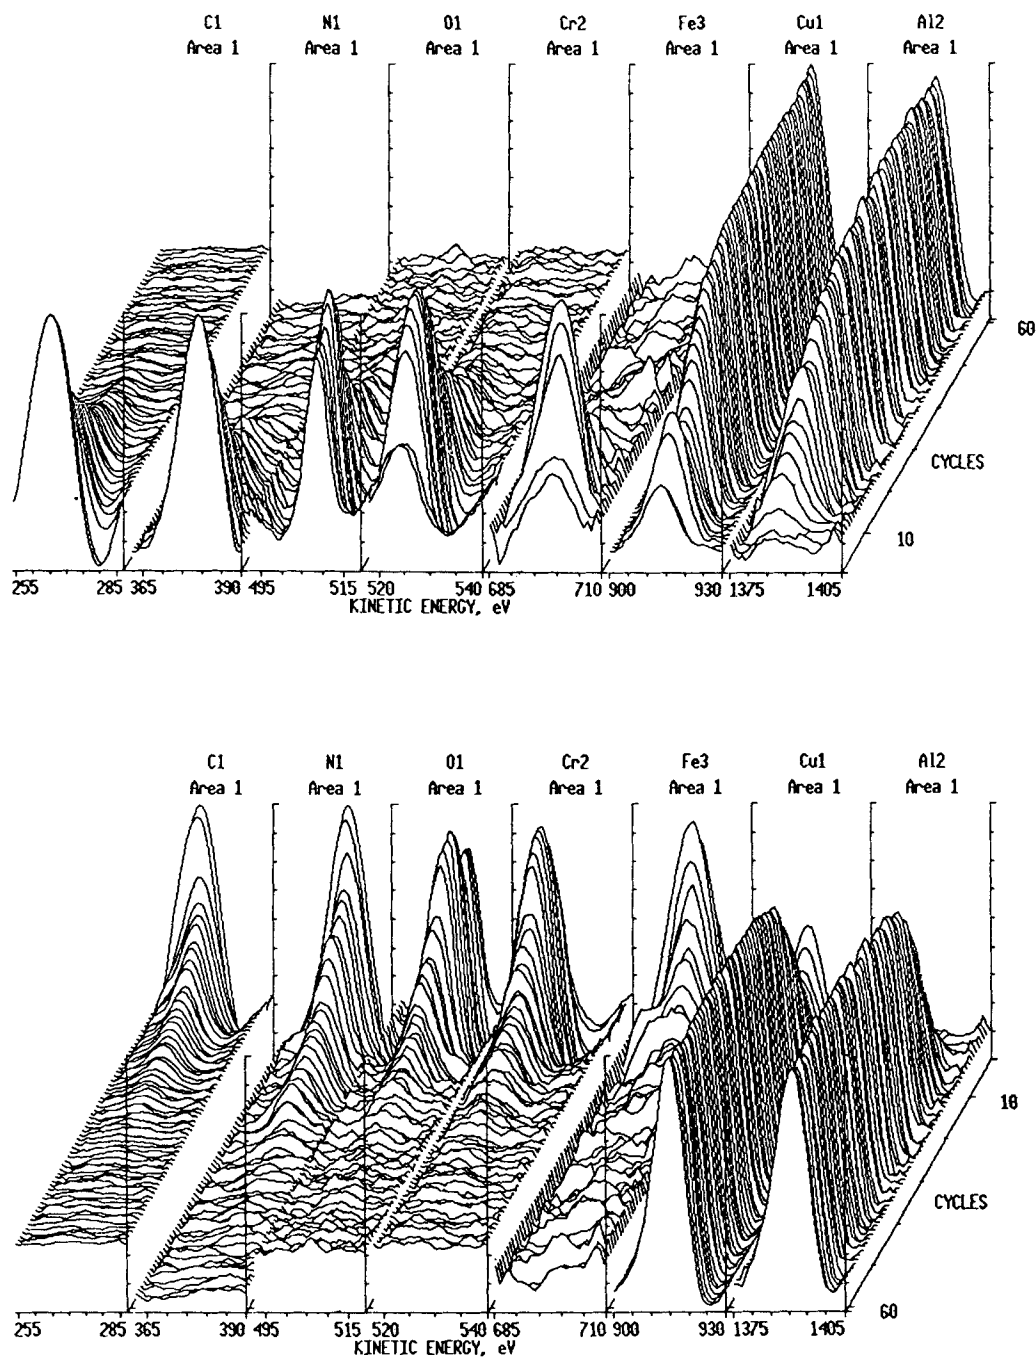 C1 N1 O1 Cr2 Fe3 Cu1 Al2
Area 1 Area 1 Area 1 Area 1 Area 1 Area 1 Area 1
60
CYCLES
10
255 285 365 390 495 515 520 540 685 710 900 930 1375 1405
KINETIC ENERGY, eV
C1 N1 O1 Cr2 Fe3 Cu1 Al2
Area 1 Area 1 Area 1 Area 1 Area 1 Area 1 Area 1
10
CYCLES
60
255 285 365 390 495 515 520 540 685 710 900 930 1375 1405
KINETIC ENERGY, eV